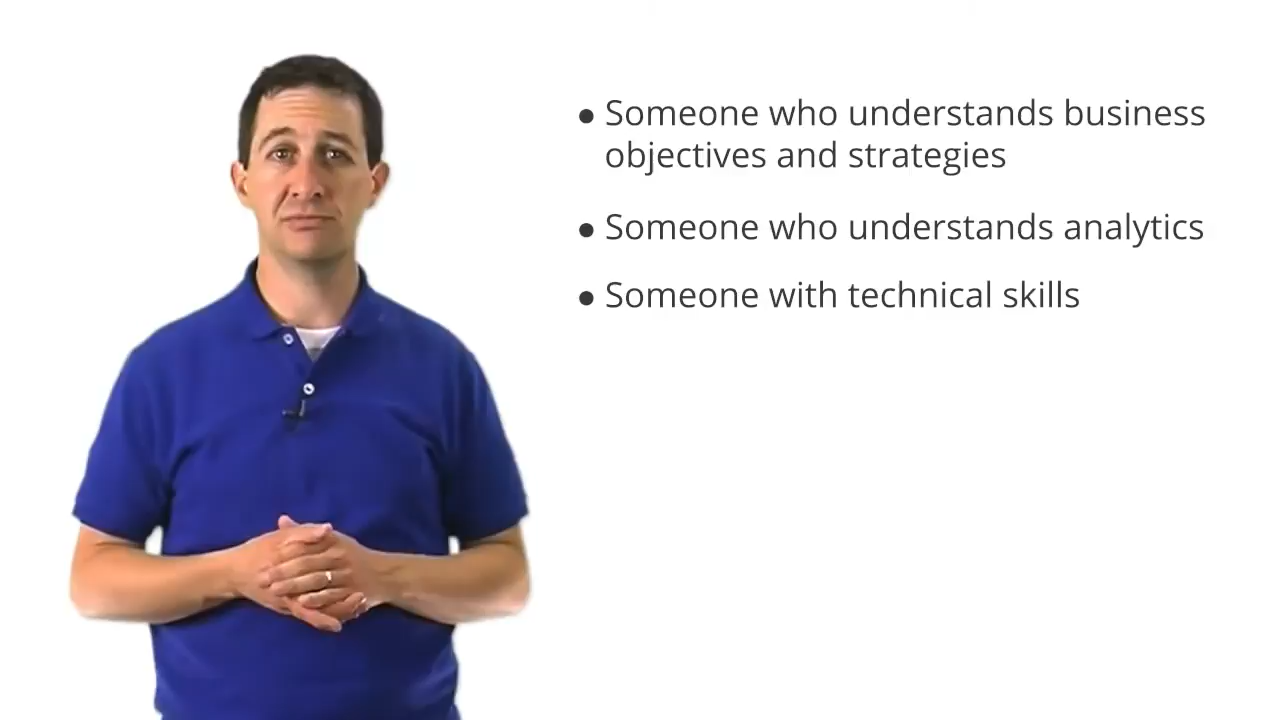 • Someone who understands business
objectives and strategies
• Someone who understands analytics
• Someone with technical skills